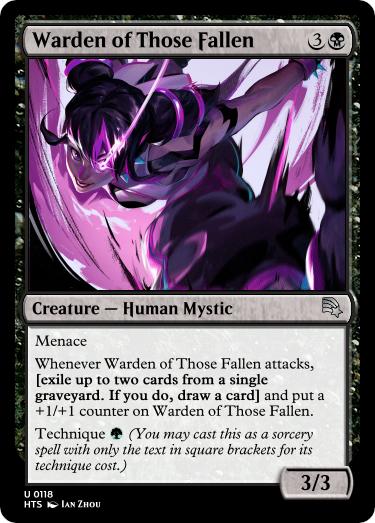 Warden of Those Fallen 3
Creature — Human Mystic
Menace
Whenever Warden of Those Fallen attacks,
[exile up to two cards from a single
graveyard. If you do, draw a card] and put a
+1/+1 counter on Warden of Those Fallen.
Technique (You may cast this as a sorcery
spell with only the text in square brackets for its
technique cost.)
3/3
U 0118
HTS Ian Zhou